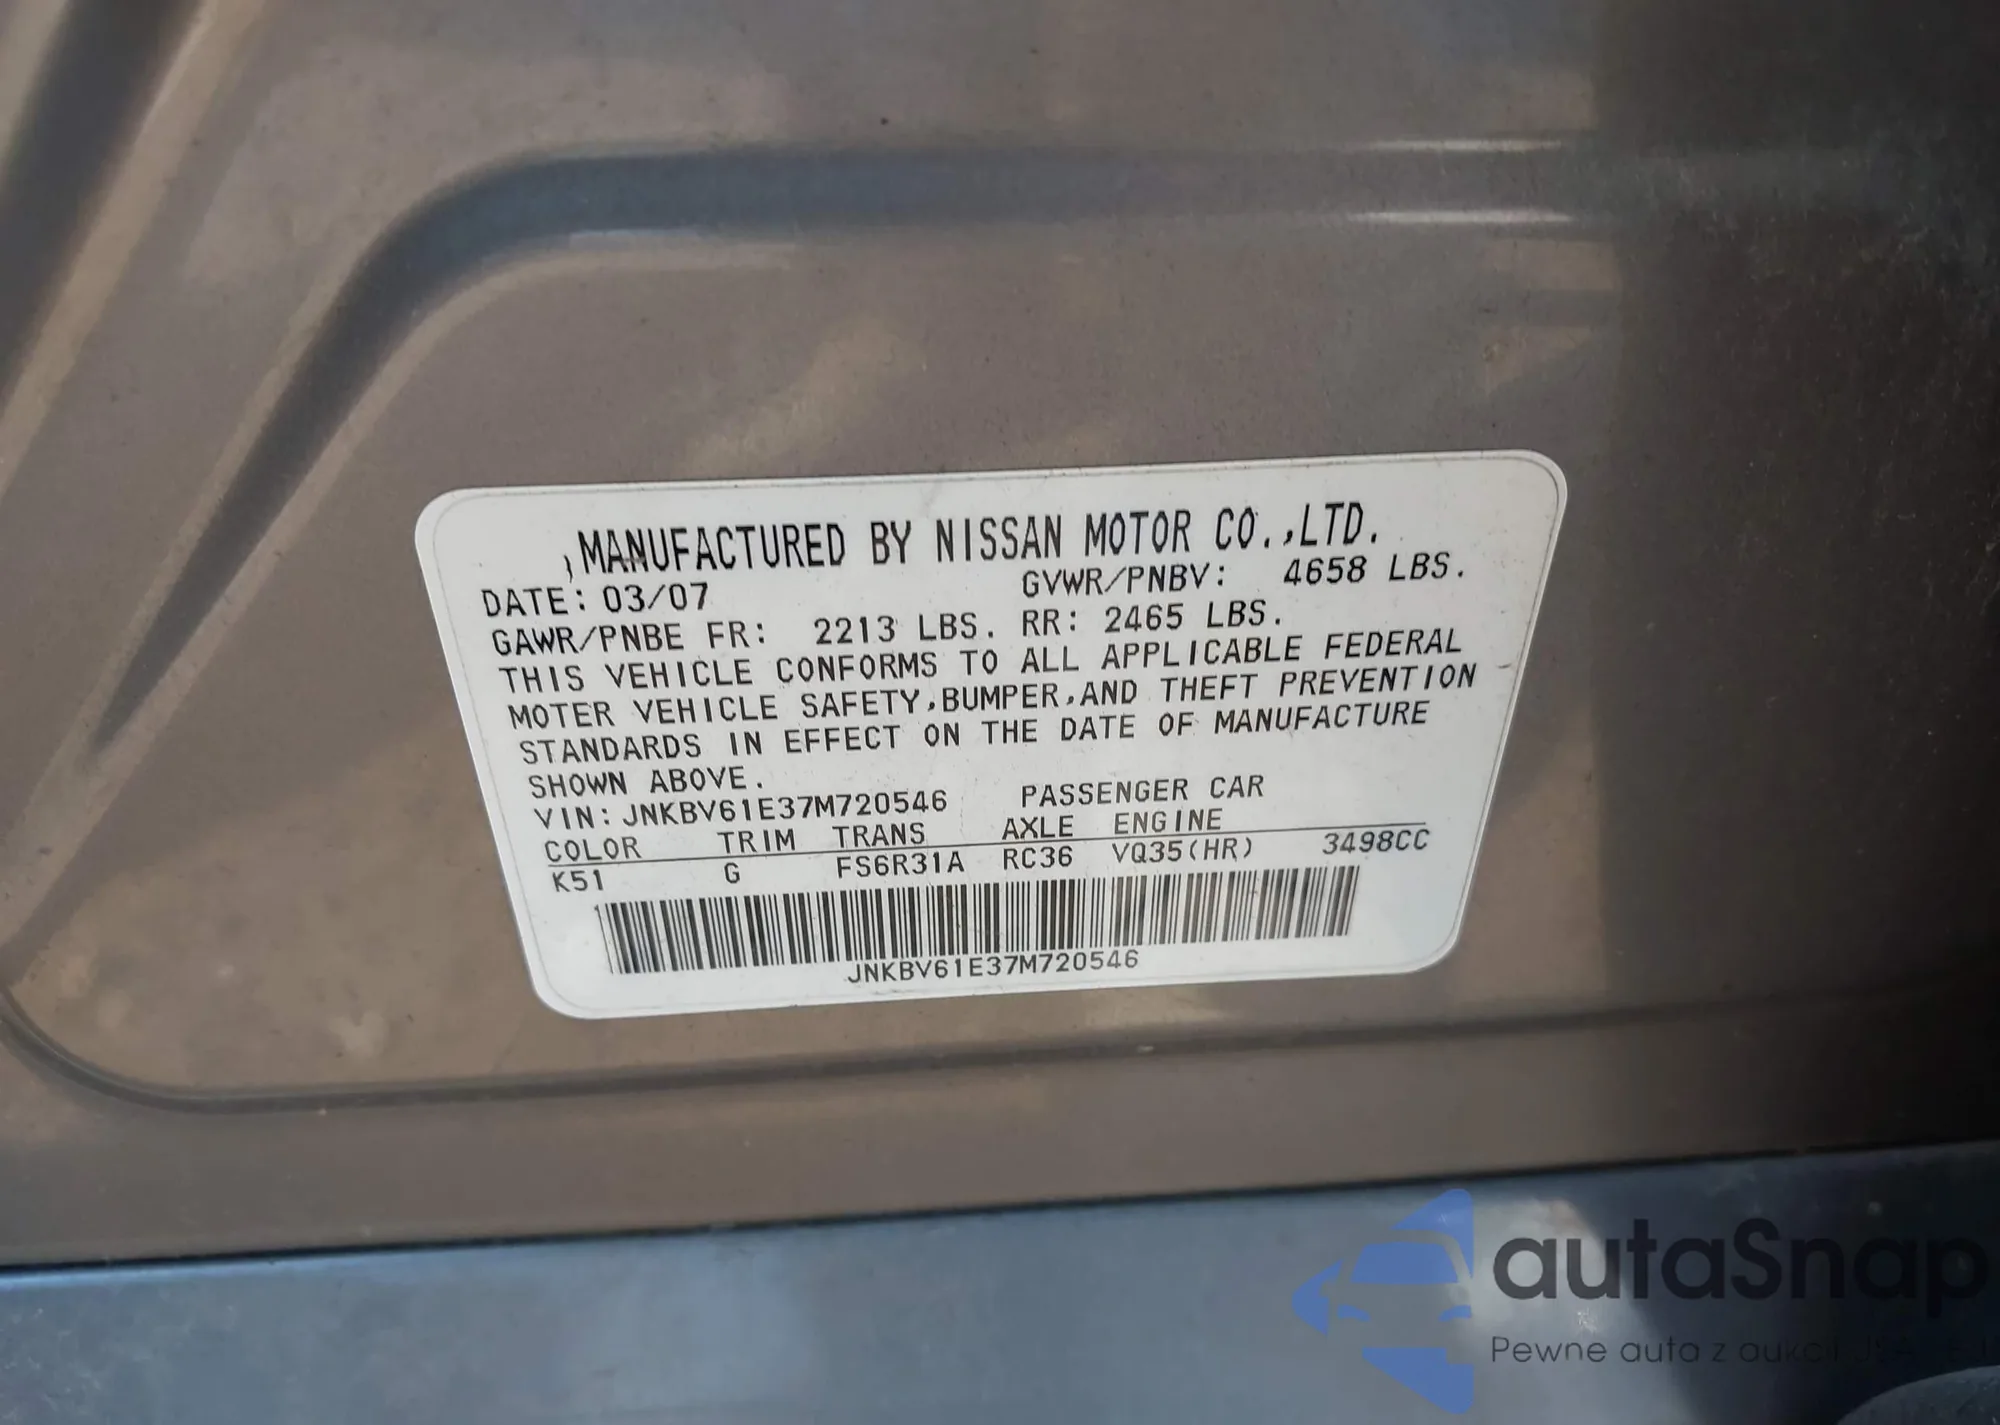 MANUFACTURED BY NISSAN MOTOR CO.,LTD.
DATE: 03/07 GVWR/PNBV: 4658 LBS.
GAWR/PNBE FR: 2213 LBS. RR: 2465 LBS.
THIS VEHICLE CONFORMS TO ALL APPLICABLE FEDERAL
MOTER VEHICLE SAFETY,BUMPER,AND THEFT PREVENTION
STANDARDS IN EFFECT ON THE DATE OF MANUFACTURE
SHOWN ABOVE.
VIN: JNKBV61E37M720546 PASSENGER CAR
COLOR TRIM TRANS AXLE ENGINE
K51 G FS6R31A RC36 VQ35(HR) 3498CC
JNKBV61E37M720546
autaSnap
Pewne auta z